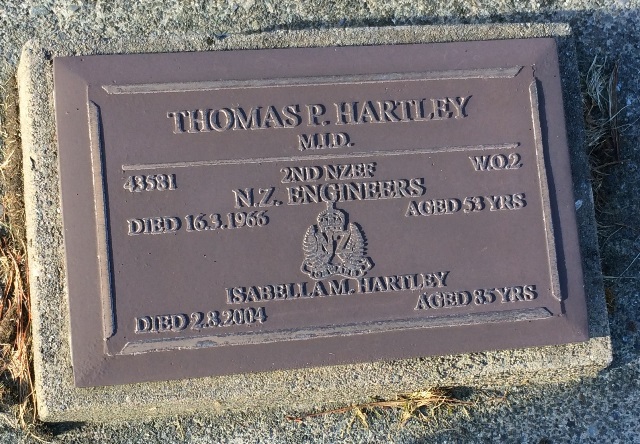 THOMAS P. HARTLEY
M.I.D.
43581 2ND NZEF W.O.2
N.Z. ENGINEERS
DIED 16.3.1966 AGED 53 YRS
NZ
ISABELLA M. HARTLEY
DIED 2.8.2004 AGED 85 YRS